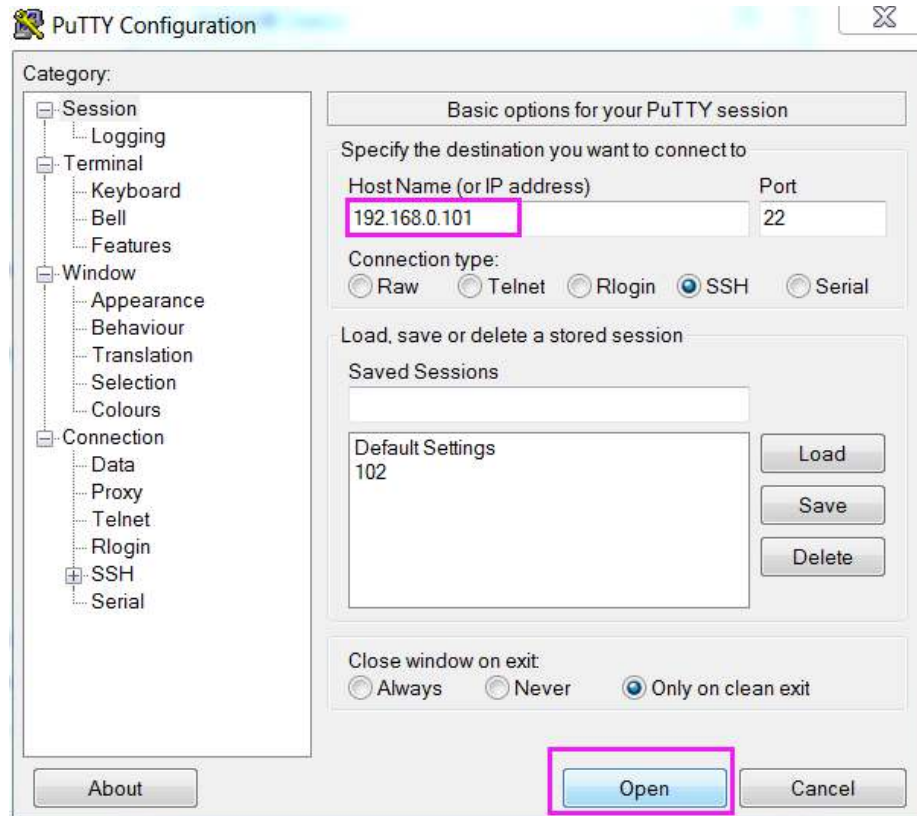 PuTTY Configuration
Category:
Session
Logging
Terminal
Keyboard
Bell
Features
Window
Appearance
Behaviour
Translation
Selection
Colours
Connection
Data
Proxy
Telnet
Rlogin
SSH
Serial
Basic options for your PuTTY session
Specify the destination you want to connect to
Host Name (or IP address) Port
192.168.0.101 22
Connection type:
Raw Telnet Rlogin SSH Serial
Load, save or delete a stored session
Saved Sessions
Default Settings
102
Load
Save
Delete
Close window on exit:
Always Never Only on clean exit
About Open Cancel